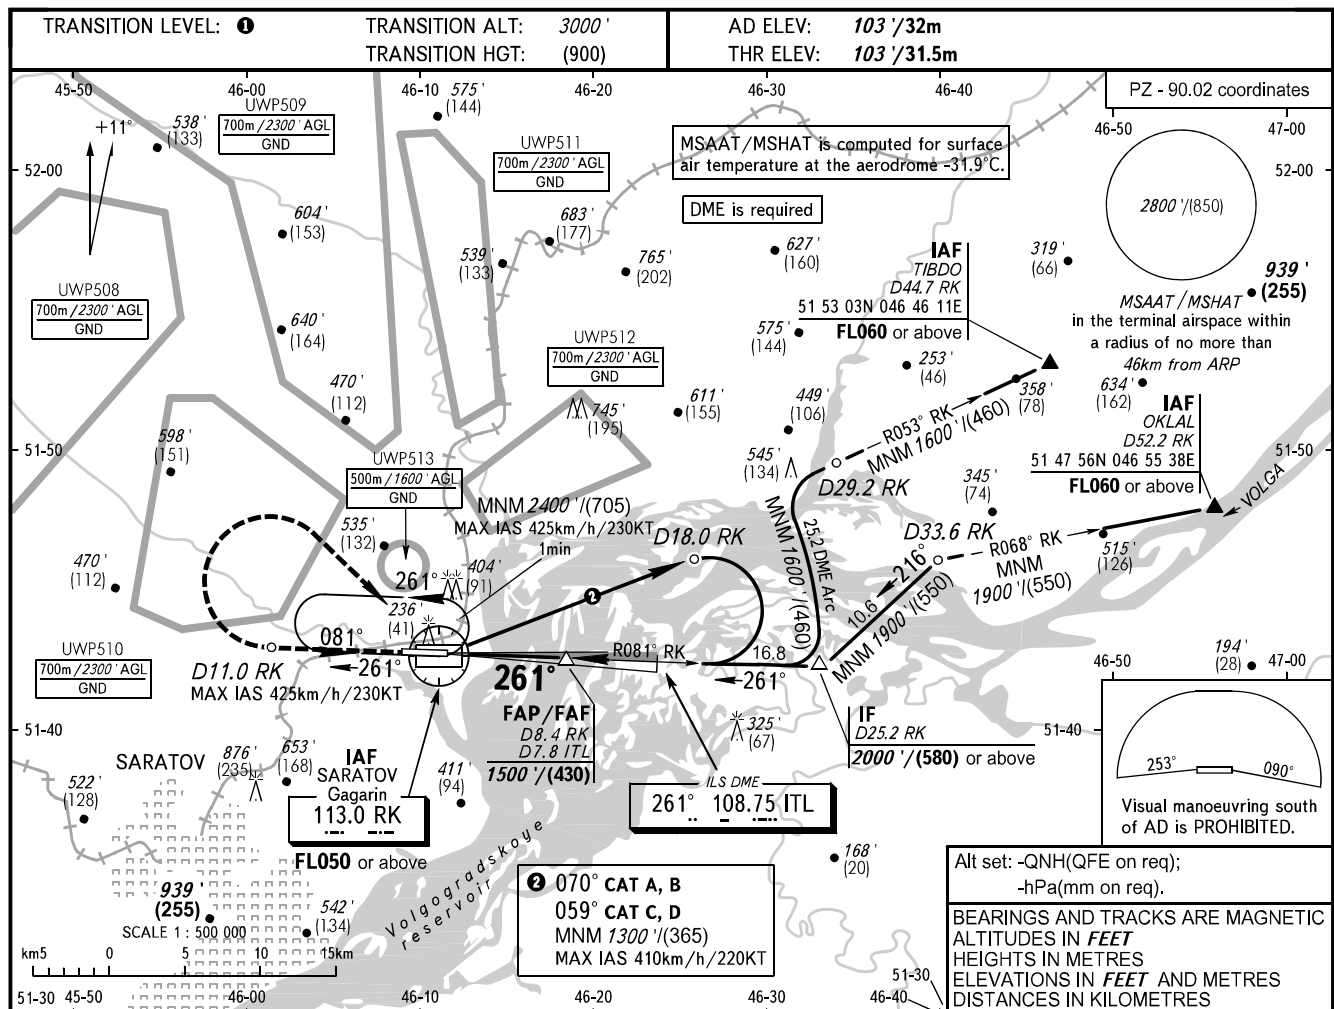 TRANSITION LEVEL: ❶
TRANSITION ALT: 3000'
TRANSITION HGT: (900)
AD ELEV: 103'/32m
THR ELEV: 103'/31.5m
45-50 46-00 46-10 46-20 46-30 46-40
PZ - 90.02 coordinates
46-50 47-00
+11°
52-00
52-00
538'
(133)
UWP509
700m/2300' AGL
GND
575'
(144)
UWP511
700m/2300' AGL
GND
MSAAT/MSHAT is computed for surface
air temperature at the aerodrome -31.9°C.
DME is required
2800'/(850)
939'
(255)
MSAAT/MSHAT
in the terminal airspace within
a radius of no more than
46km from ARP
604'
(153)
683'
(177)
539'
(133)
765'
(202)
627'
(160)
IAF
TIBDO
D44.7 RK
51 53 03N 046 46 11E
FL060 or above
319'
(66)
UWP508
700m/2300' AGL
GND
640'
(164)
UWP512
700m/2300' AGL
GND
575'
(144)
253'
(46)
358'
(78)
634'
(162)
470'
(112)
745'
(195)
611'
(155)
449'
(106)
R053° RK
MNM 1600'/(460)
IAF
OKLAL
D52.2 RK
51 47 56N 046 55 38E
FL060 or above
51-50
51-50
598'
(151)
UWP513
500m/1600' AGL
GND
545'
(134)
D29.2 RK
345'
(74)
VOLGA
MNM 2400'/(705)
MAX IAS 425km/h/230KT
1min
535'
(132)
D18.0 RK
MNM 1600'/(460)
25.2 DME Arc
D33.6 RK
R068° RK
MNM
1900'/(550)
515'
(126)
470'
(112)
261°
404'
(91)
236'
(41)
❷
216°
10.6
MNM 1900'/(550)
UWP510
700m/2300' AGL
GND
081°
261°
D11.0 RK
MAX IAS 425km/h/230KT
261°
R081° RK
16.8
261°
194'
(28)
46-50 47-00
FAP/FAF
D8.4 RK
D7.8 ITL
1500'/(430)
325'
(67)
IF
D25.2 RK
2000'/(580) or above
51-40
51-40
253° 090°
Visual manoeuvring south
of AD is PROHIBITED.
SARATOV
876'
(235)
653'
(168)
IAF
SARATOV
Gagarin
113.0 RK
FL050 or above
411'
(94)
ILS DME
261° 108.75 ITL
522'
(128)
Volgogradskoye
reservoir
168'
(20)
939'
(255)
542'
(134)
❷ 070° CAT A, B
059° CAT C, D
MNM 1300'/(365)
MAX IAS 410km/h/220KT
Alt set: -QNH(QFE on req);
-hPa(mm on req).
BEARINGS AND TRACKS ARE MAGNETIC
ALTITUDES IN FEET
HEIGHTS IN METRES
ELEVATIONS IN FEET AND METRES
DISTANCES IN KILOMETRES
SCALE 1 : 500 000
km5 0 5 10 15km
51-30
51-30 45-50 46-00 46-10 46-20 46-30 46-40